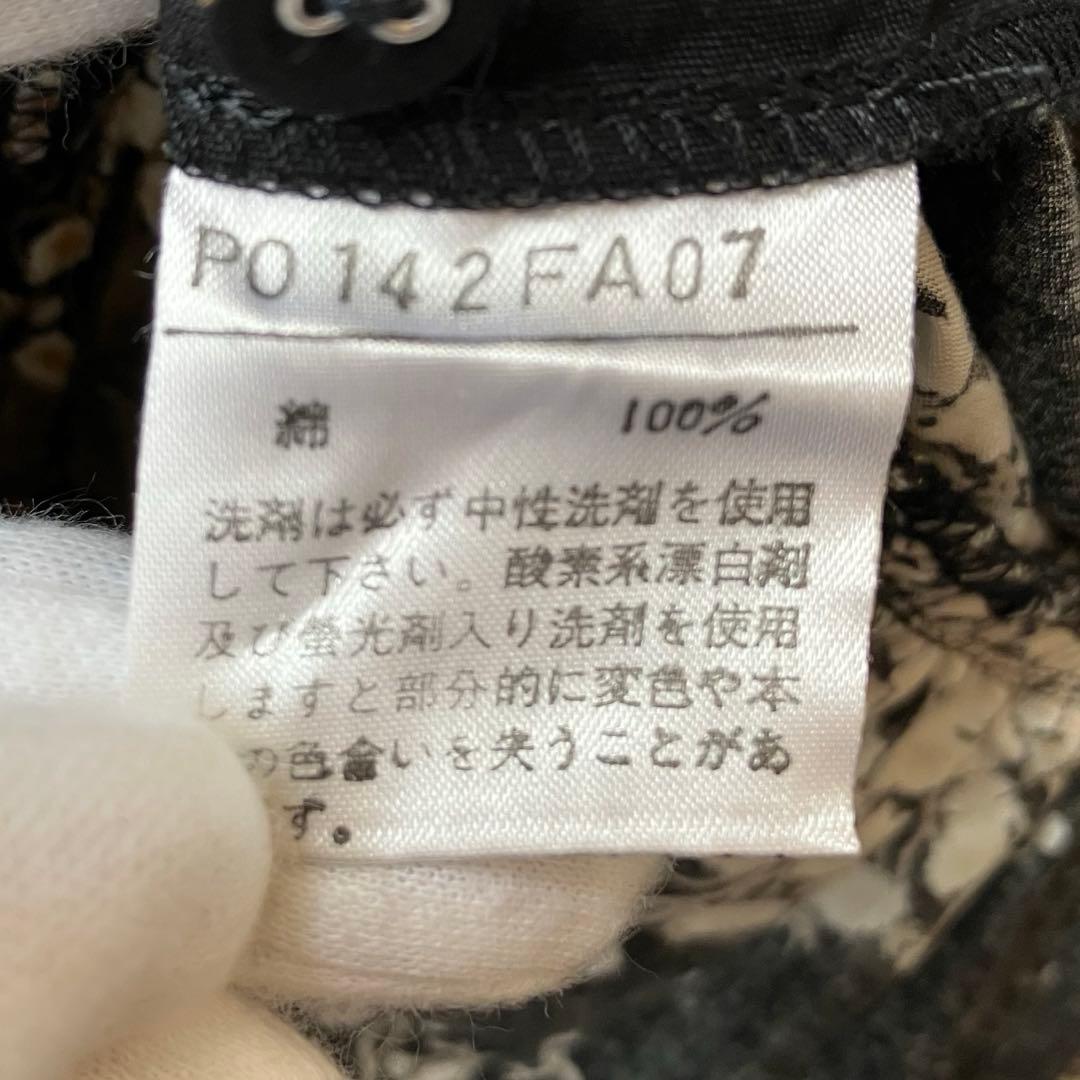 PO142FA07
綿 100%
洗剤は必ず中性洗剤を使用
して下さい。酸素系漂白剤
及び螢光剤入り洗剤を使用
しますと部分的に変色や本
の色合いを失うことがあ
ず。